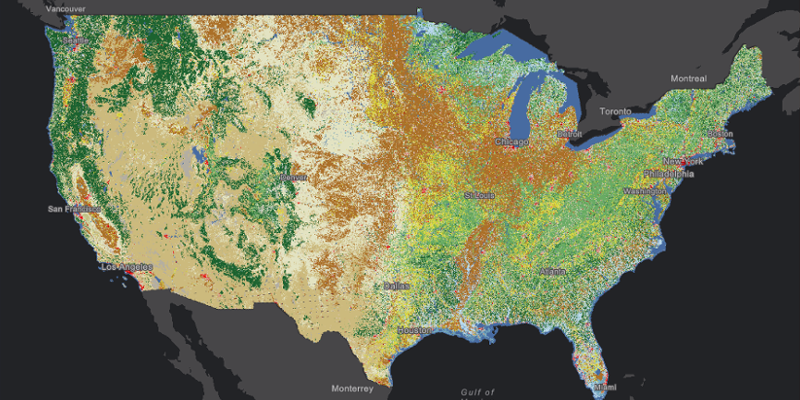 Vancouver
Seattle
Montreal
Toronto
Boston
Detroit
Chicago
New York
Philadelphia
Denver
Washington
St Louis
San Francisco
Los Angeles
Atlanta
Dallas
Houston
Monterrey
Miami
Gulf of